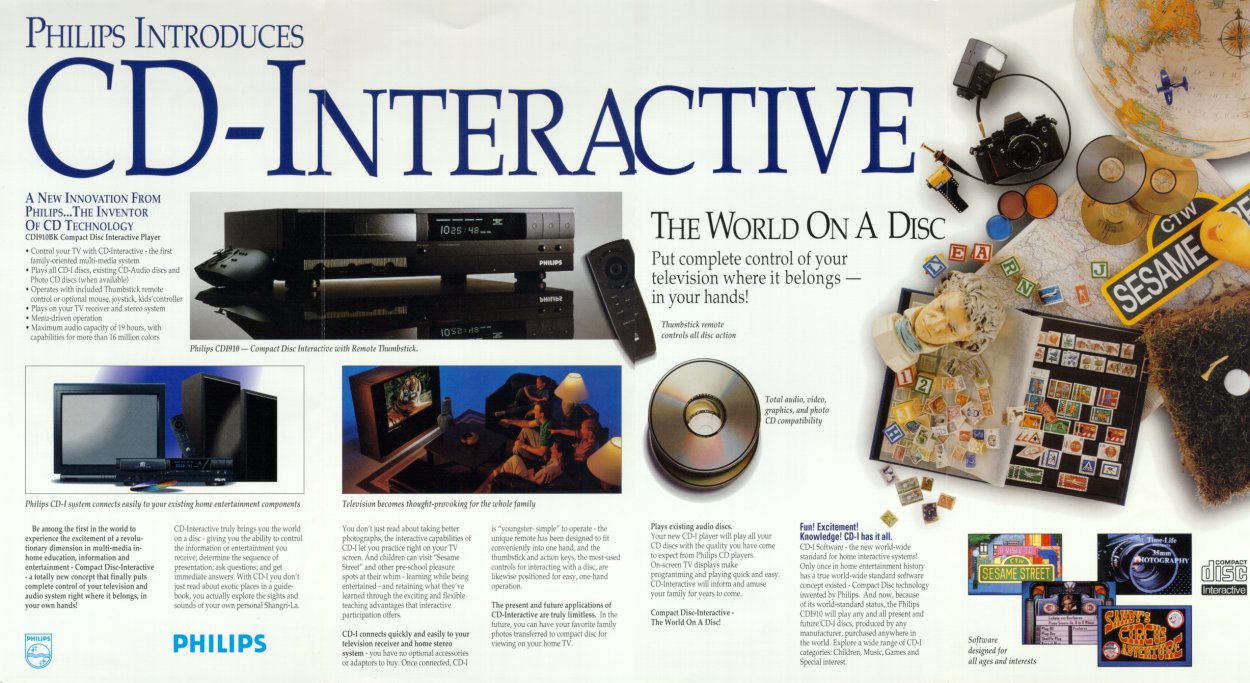 PHILIPS INTRODUCES
CD-INTERACTIVE
A NEW INNOVATION FROM
PHILIPS...THE INVENTOR
OF CD TECHNOLOGY
CDI910BK Compact Disc Interactive Player
• Control your TV with CD-Interactive - the first
family-oriented multi-media system
• Plays all CD-I discs, existing CD-Audio discs and
Photo CD discs (when available)
• Operates with included Thumbstick remote
control or optional mouse, joystick, kids' controller
• Plays on your TV receiver and stereo system
• Menu-driven operation
• Maximum audio capacity of 19 hours, with
capabilities for more than 16 million colors
PHILIPS
Philips CDI910 — Compact Disc Interactive with Remote Thumbstick.
THE WORLD ON A DISC
Put complete control of your
television where it belongs —
in your hands!
Thumbstick remote
controls all disc action
Total audio, video,
graphics, and photo
CD compatibility
CTW
SESAME
Philips CD-I system connects easily to your existing home entertainment components
Television becomes thought-provoking for the whole family
Be among the first in the world to
experience the excitement of a revolu-
tionary dimension in multi-media in-
home education, information and
entertainment - Compact Disc-Interactive
- a totally new concept that finally puts
complete control of your television and
audio system right where it belongs, in
your own hands!
CD-Interactive truly brings you the world
on a disc - giving you the ability to control
the information or entertainment you
receive; determine the sequence of
presentation; ask questions; and get
immediate answers. With CD-I you don't
just read about exotic places in a guide-
book, you actually explore the sights and
sounds of your own personal Shangri-La.
You don't just read about taking better
photographs, the interactive capabilities of
CD-I let you practice right on your TV
screen. And children can visit "Sesame
Street" and other pre-school pleasure
spots at their whim - learning while being
entertained - and retaining what they've
learned through the exciting and flexible
teaching advantages that interactive
participation offers.
CD-I connects quickly and easily to your
television receiver and home stereo
system - you have no optional accessories
or adaptors to buy. Once connected, CD-I
is "youngster- simple" to operate - the
unique remote has been designed to fit
conveniently into one hand, and the
thumbstick and action keys, the most-used
controls for interacting with a disc, are
likewise positioned for easy, one-hand
operation.
The present and future applications of
CD-Interactive are truly limitless. In the
future, you can have your favorite family
photos transferred to compact disc for
viewing on your home TV.
Plays existing audio discs.
Your new CD-I player will play all your
CD discs with the quality you have come
to expect from Philips CD players.
On-screen TV displays make
programming and playing quick and easy.
CD-Interactive will inform and amuse
your family for years to come.
Compact Disc-Interactive -
The World On A Disc!
Fun! Excitement!
Knowledge! CD-I has it all.
CD-I Software - the new world-wide
standard for home interactive systems!
Only once in home entertainment history
has a true world-wide standard software
concept existed - Compact Disc technology
invented by Philips. And now, because
of its world-standard status, the Philips
CDI910 will play any and all present and
future CD-I discs, produced by any
manufacturer, purchased anywhere in
the world. Explore a wide range of CD-I
categories: Children, Music, Games and
Special interest.
A VISIT TO
CTW
SESAME STREET
Time-Life
35mm
PHOTOGRAPHY
SANDY'S
CIRCUS
ADVENTURE
COMPACT
disc
Interactive
Software
designed for
all ages and interests
PHILIPS
PHILIPS